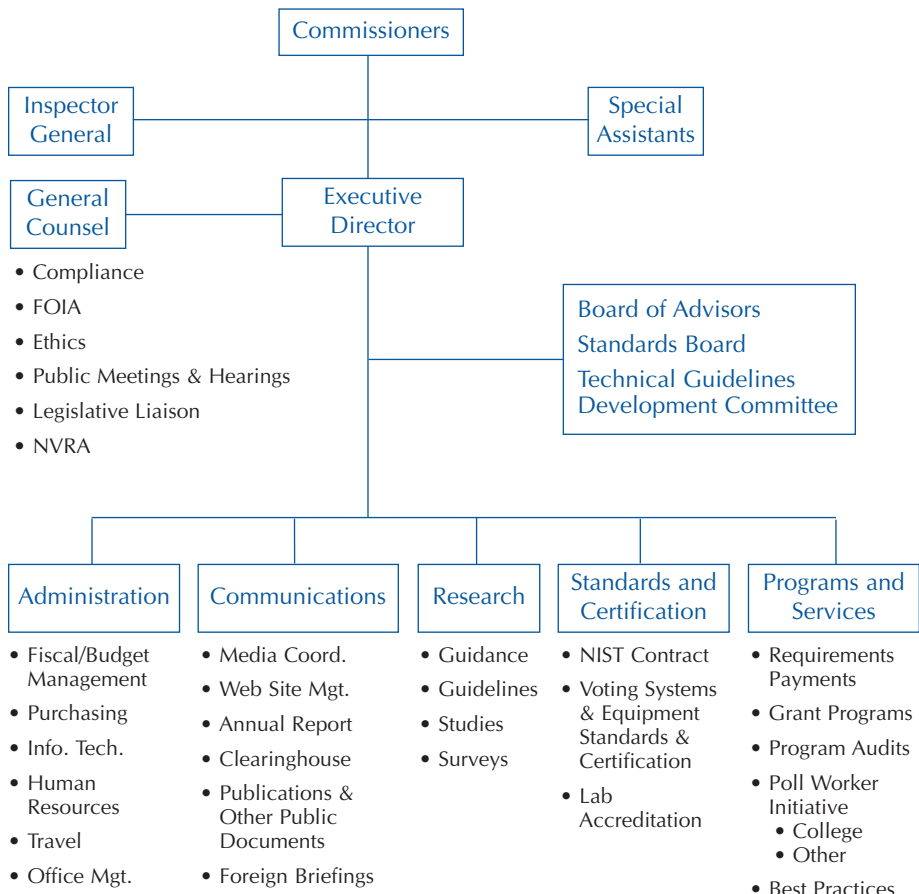 Commissioners
Inspector
General
Special
Assistants
General
Counsel
Executive
Director
• Compliance
• FOIA
• Ethics
• Public Meetings & Hearings
• Legislative Liaison
• NVRA
Board of Advisors
Standards Board
Technical Guidelines
Development Committee
Administration
• Fiscal/Budget
Management
• Purchasing
• Info. Tech.
• Human
Resources
• Travel
• Office Mgt.
Communications
• Media Coord.
• Web Site Mgt.
• Annual Report
• Clearinghouse
• Publications &
Other Public
Documents
• Foreign Briefings
Research
• Guidance
• Guidelines
• Studies
• Surveys
Standards and
Certification
• NIST Contract
• Voting Systems
& Equipment
Standards &
Certification
• Lab
Accreditation
Programs and
Services
• Requirements
Payments
• Grant Programs
• Program Audits
• Poll Worker
Initiative
• College
• Other
• Best Practices